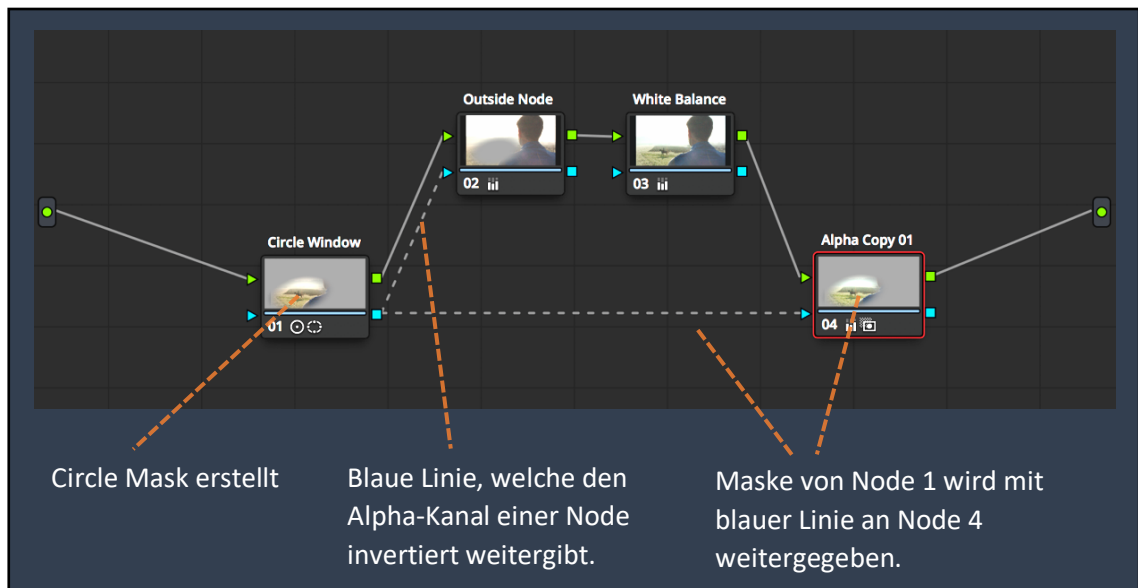 Outside Node
White Balance
02
03
Circle Window
Alpha Copy 01
01
04
Circle Mask erstellt
Blaue Linie, welche den
Alpha-Kanal einer Node
invertiert weitergibt.
Maske von Node 1 wird mit
blauer Linie an Node 4
weitergegeben.